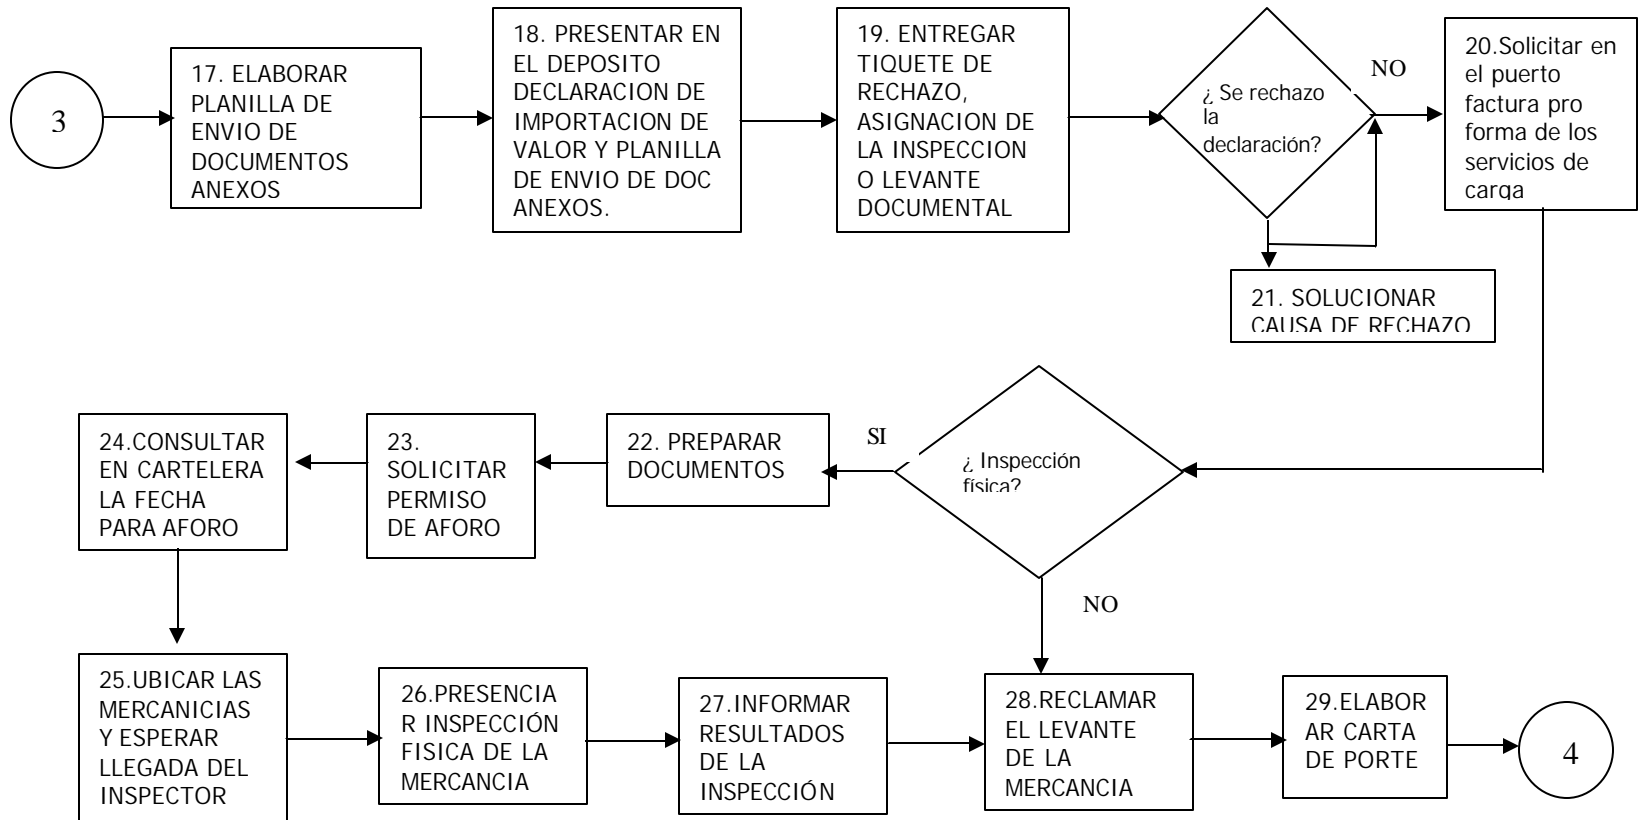 3
17. ELABORAR
PLANILLA DE
ENVIO DE
DOCUMENTOS
ANEXOS
18. PRESENTAR EN
EL DEPOSITO
DECLARACION DE
IMPORTACION DE
VALOR Y PLANILLA
DE ENVIO DE DOC
ANEXOS.
19. ENTREGAR
TIQUETE DE
RECHAZO,
ASIGNACION DE
LA INSPECCION
O LEVANTE
DOCUMENTAL
¿ Se rechazo
la
declaración?
NO
20.Solicitar en
el puerto
factura pro
forma de los
servicios de
carga
21. SOLUCIONAR
CAUSA DE RECHAZO
24.CONSULTAR
EN CARTELERA
LA FECHA
PARA AFORO
23.
SOLICITAR
PERMISO
DE AFORO
22. PREPARAR
DOCUMENTOS
SI
¿ Inspección
física?
NO
25.UBICAR LAS
MERCANICIAS
Y ESPERAR
LLEGADA DEL
INSPECTOR
26.PRESENCIA
R INSPECCIÓN
FISICA DE LA
MERCANCIA
27.INFORMAR
RESULTADOS
DE LA
INSPECCIÓN
28.RECLAMAR
EL LEVANTE
DE LA
MERCANCIA
29.ELABOR
AR CARTA
DE PORTE
4